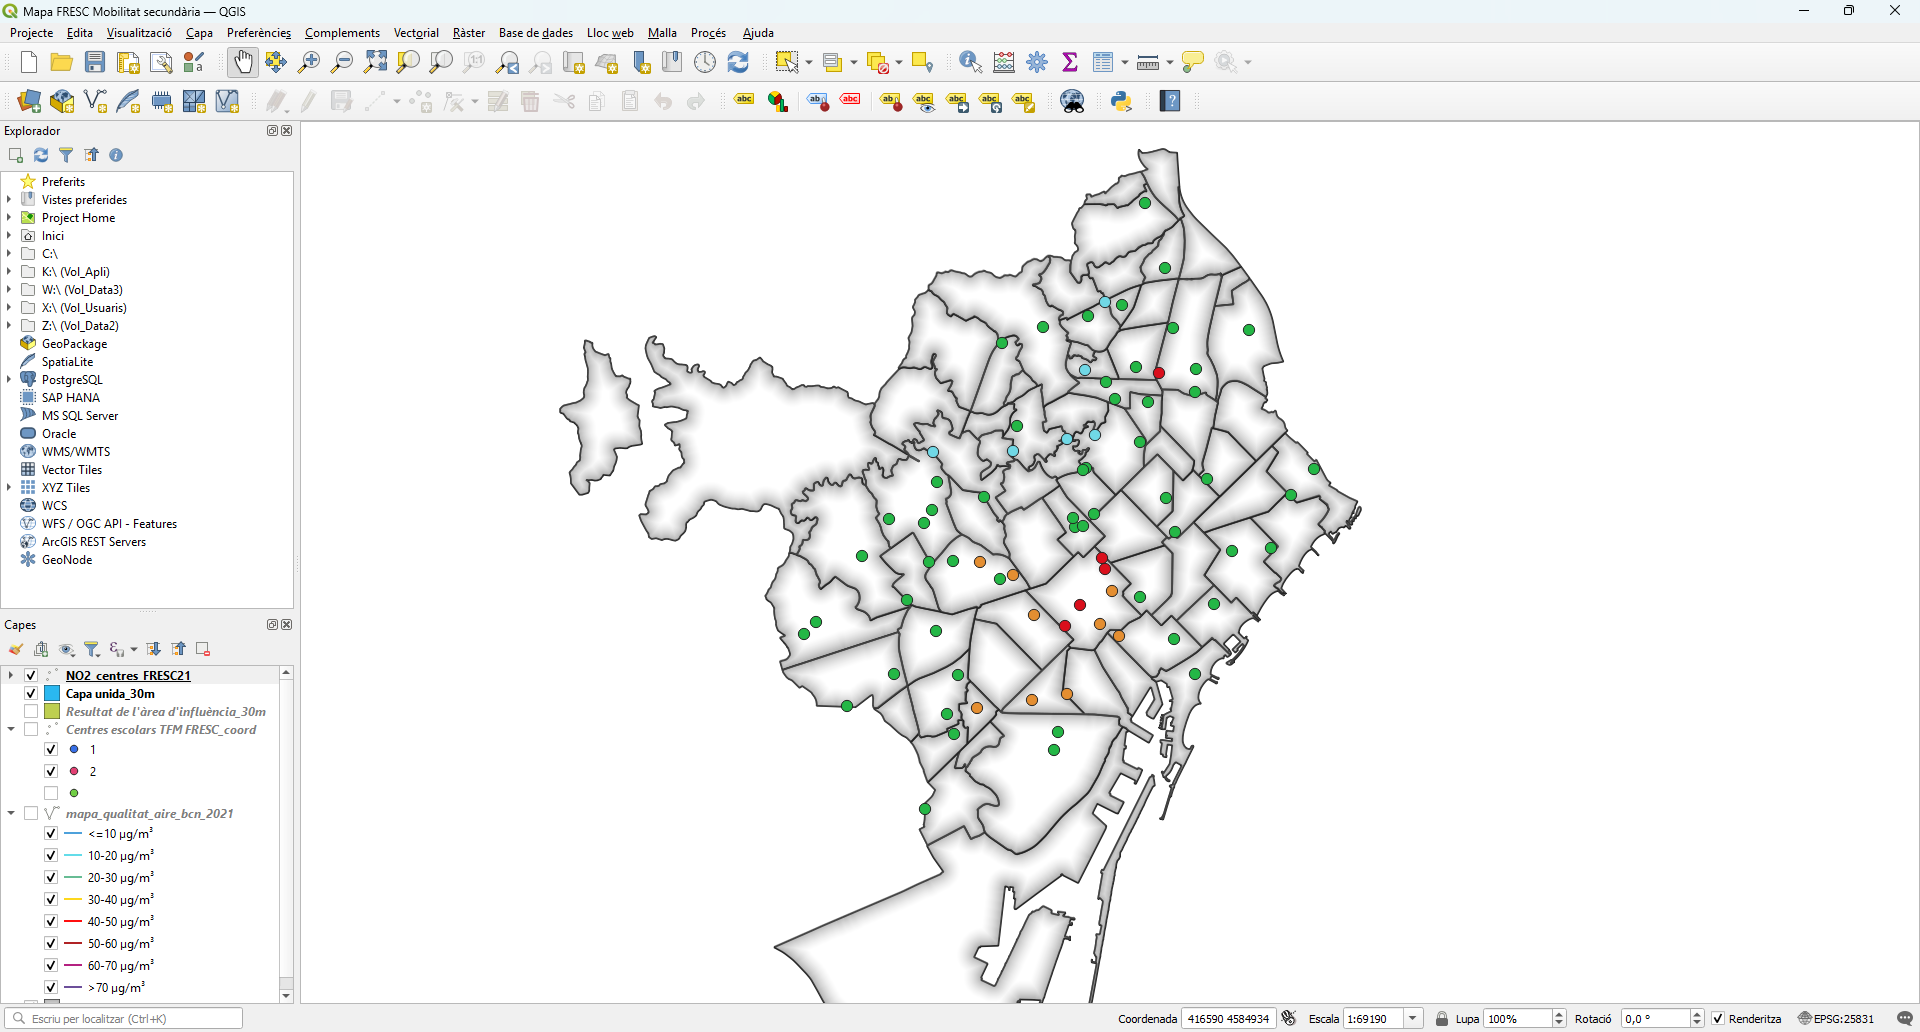 Mapa FRESC Mobilitat secundària — QGIS
Projecte Edita Visualització Capa Preferències Complements Vectorial Ràster Base de dades Lloc web Malla Procés Ajuda
Explorador
Preferits
Vistes preferides
Project Home
Inici
C:\
K:\ (Vol_Apli)
W:\ (Vol_Data3)
X:\ (Vol_Usuaris)
Z:\ (Vol_Data2)
GeoPackage
SpatiaLite
PostgreSQL
SAP HANA
MS SQL Server
Oracle
WMS/WMTS
Vector Tiles
XYZ Tiles
WCS
WFS / OGC API - Features
ArcGIS REST Servers
GeoNode
Capes
NO2_centres_FRESC21
Capa unida_30m
Resultat de l'àrea d'influència_30m
Centres escolars TFM FRESC_coord
1
2
mapa_qualitat_aire_bcn_2021
<=10 µg/m³
10-20 µg/m³
20-30 µg/m³
30-40 µg/m³
40-50 µg/m³
50-60 µg/m³
60-70 µg/m³
>70 µg/m³
Escriu per localitzar (Ctrl+K)
Coordenada 416590 4584934 Escala 1:69190 Lupa 100% Rotació 0,0 ° Renderitza EPSG:25831